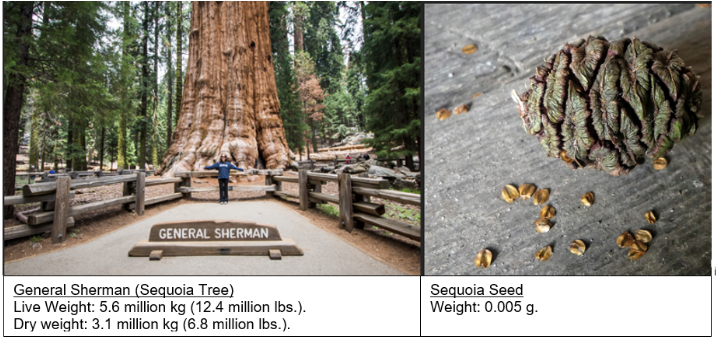 GENERAL SHERMAN
General Sherman (Sequoia Tree)
Live Weight: 5.6 million kg (12.4 million lbs.).
Dry weight: 3.1 million kg (6.8 million lbs.).
Sequoia Seed
Weight: 0.005 g.